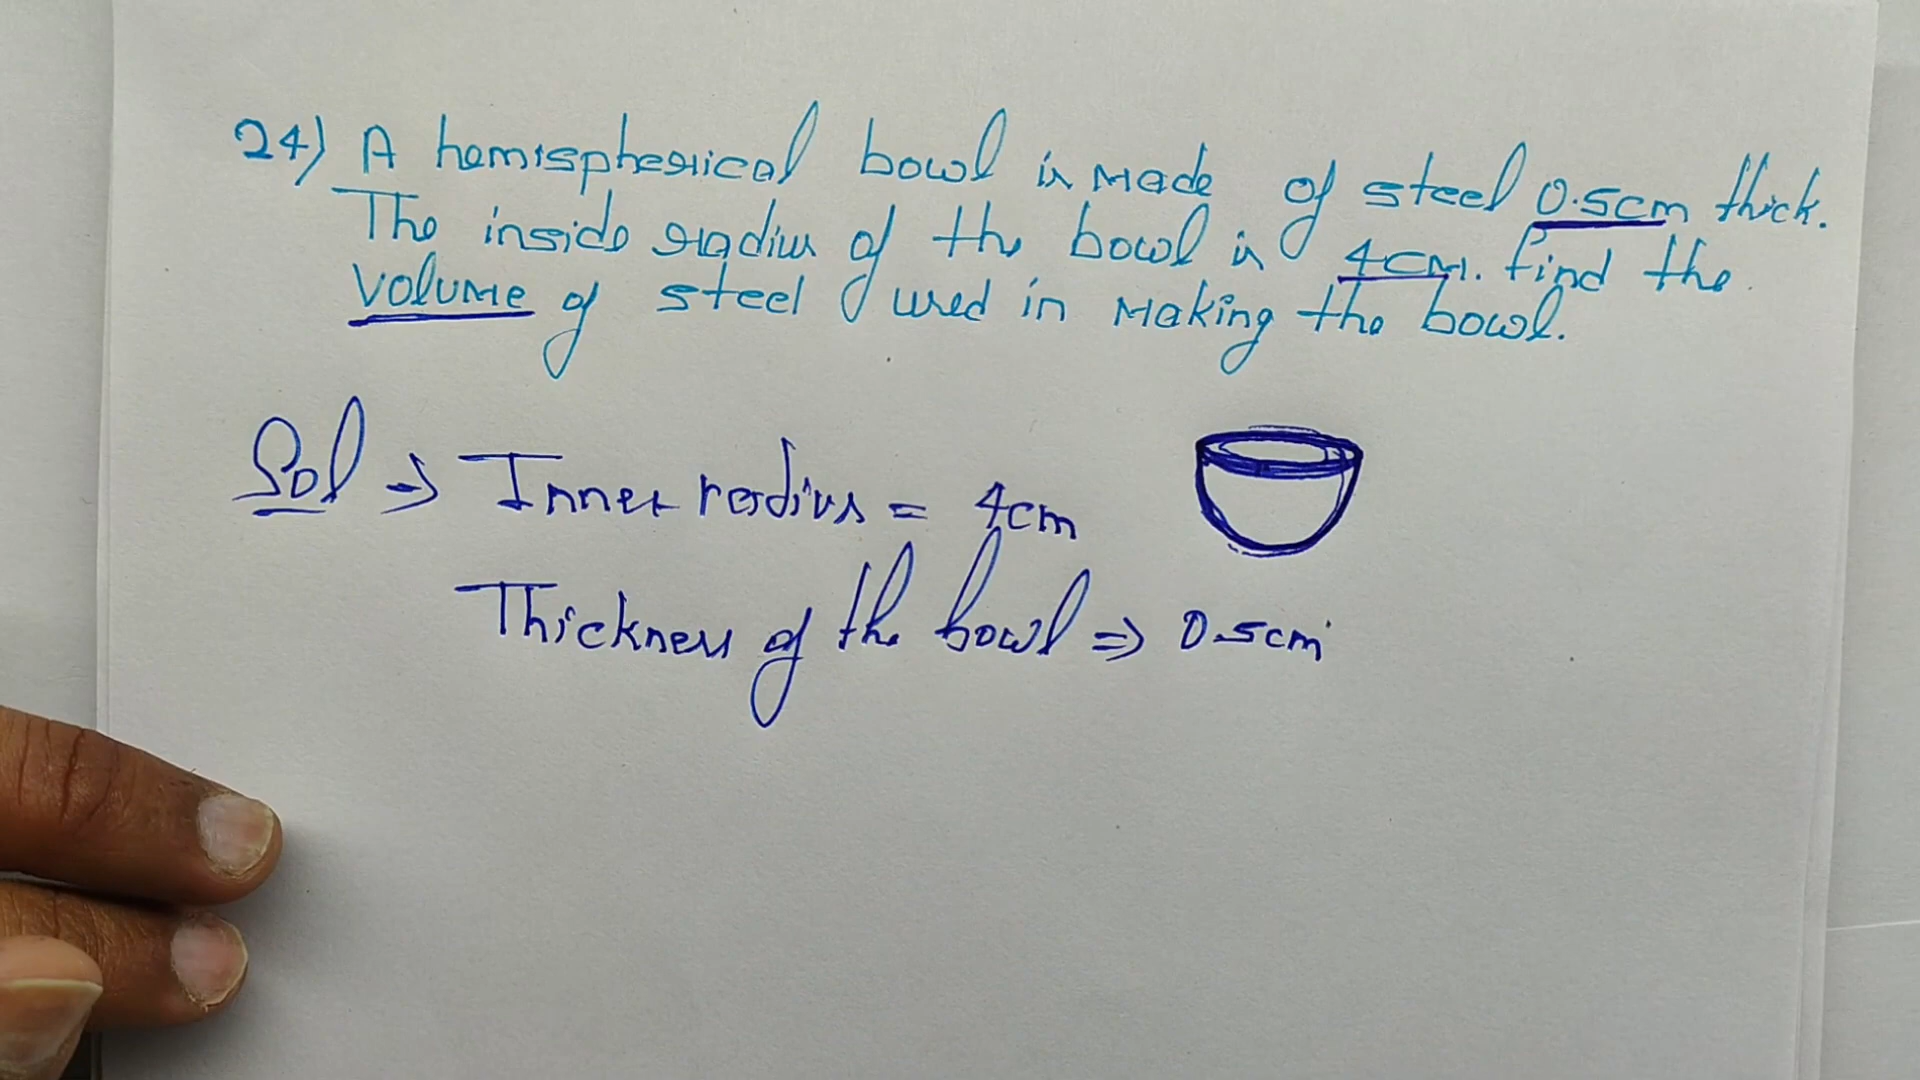 24) A hemispherical bowl is made of steel 0.5cm thick.
The inside radius of the bowl is 4cm. find the
volume of steel used in making the bowl.
Sol ⇒ Inner radius = 4cm
Thickness of the bowl ⇒ 0.5cm